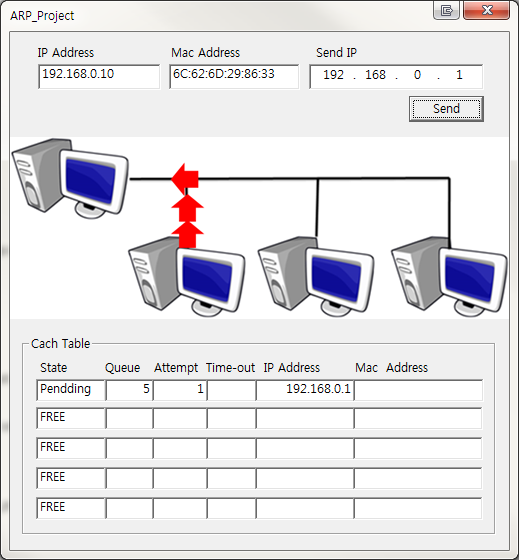 ARP_Project
IP Address Mac Address Send IP
192.168.0.10 6C:62:6D:29:86:33 192 . 168 . 0 . 1
Send
Cach Table
State Queue Attempt Time-out IP Address Mac Address
Pendding 5 1 192.168.0.1
FREE
FREE
FREE
FREE